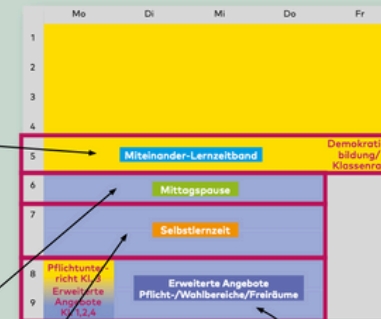 Mo Di Mi Do Fr
1
2
3
4
5
Miteinander-Lernzeitband
Demokratie
bildung/
Klassenra
6
Mittagspause
7
Selbstlernzeit
8
9
Pflichtunter-
richt Kl. 3
Erweiterte
Angebote
Kl. 1,2,4
Erweiterte Angebote
Pflicht-/Wahlbereiche/Freiräume